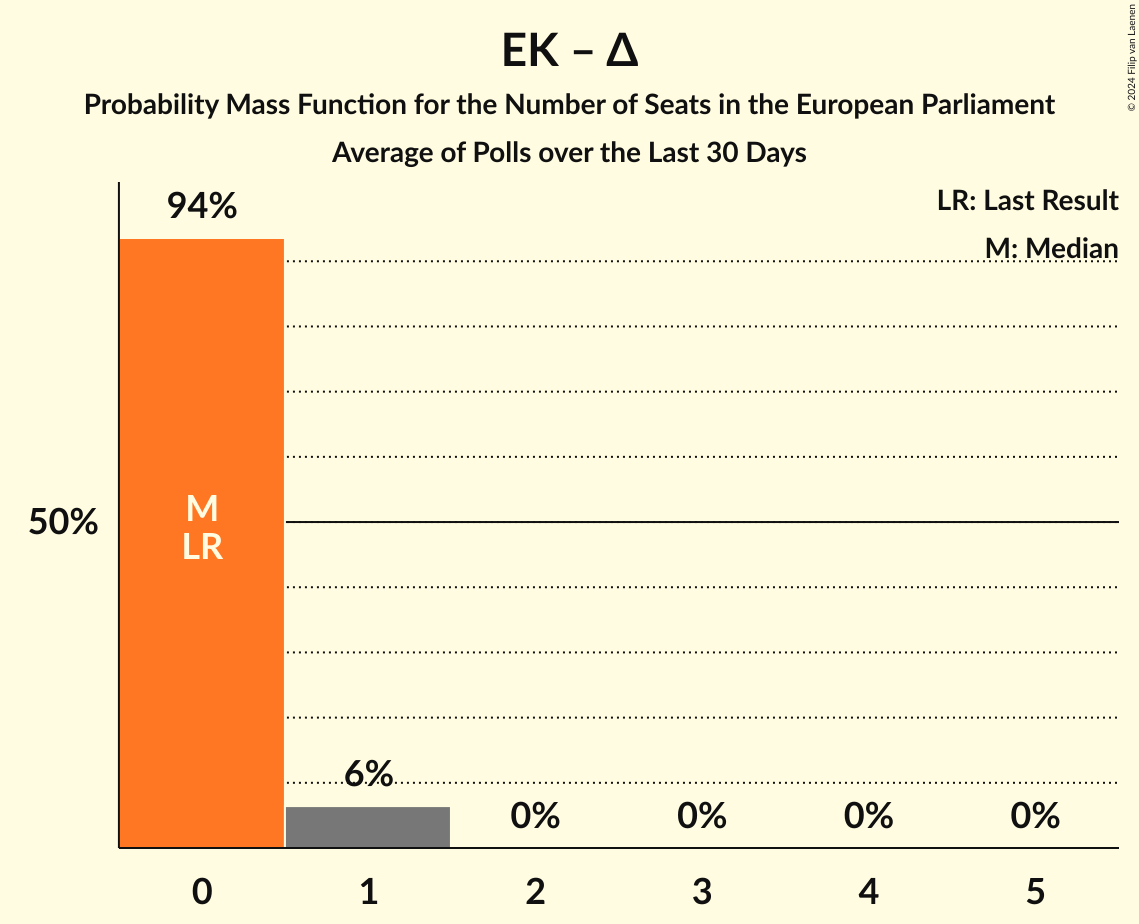 EK – Δ
Probability Mass Function for the Number of Seats in the European Parliament
Average of Polls over the Last 30 Days
© 2024 Filip van Laenen
LR: Last Result
M: Median
94%
M
LR
50%
6%
0%
0%
0%
0%
0
1
2
3
4
5